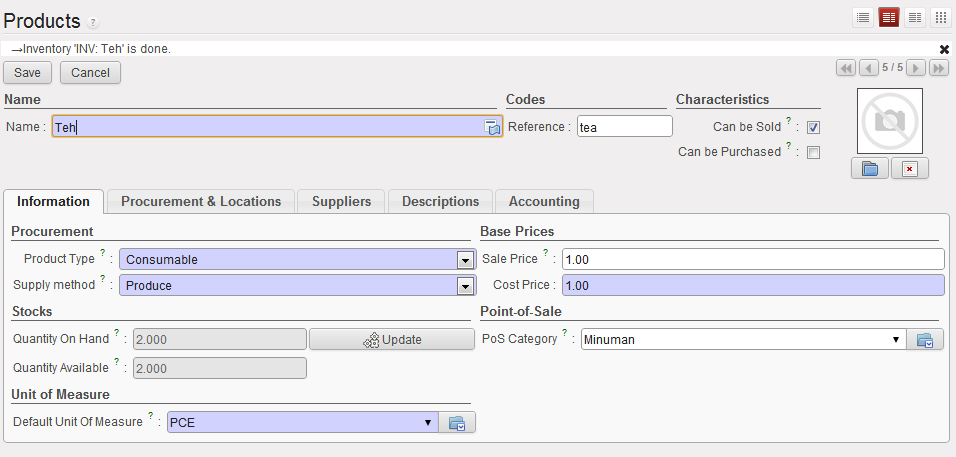 Products ?
→Inventory 'INV: Teh' is done.
Save Cancel 5 / 5
Name Codes Characteristics
Name : Teh Reference : tea Can be Sold ? :
Can be Purchased ? :
Information Procurement & Locations Suppliers Descriptions Accounting
Procurement Base Prices
Product Type ? : Consumable Sale Price ? : 1.00
Supply method ? : Produce Cost Price : 1.00
Stocks Point-of-Sale
Quantity On Hand ? : 2.000 Update PoS Category ? : Minuman
Quantity Available ? : 2.000
Unit of Measure
Default Unit Of Measure ? : PCE